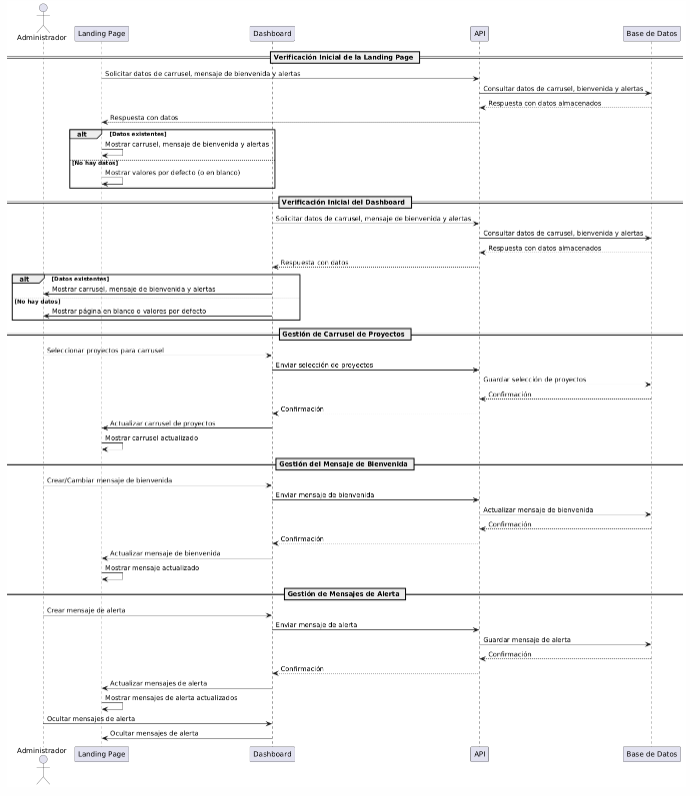 Administrador
Landing Page
Dashboard
API
Base de Datos
Verificación Inicial de la Landing Page
Solicitar datos de carrusel, mensaje de bienvenida y alertas
Consultar datos de carrusel, bienvenida y alertas
Respuesta con datos almacenados
Respuesta con datos
alt
[Datos existentes]
Mostrar carrusel, mensaje de bienvenida y alertas
[No hay datos]
Mostrar valores por defecto (o en blanco)
Verificación Inicial del Dashboard
Solicitar datos de carrusel, mensaje de bienvenida y alertas
Consultar datos de carrusel, bienvenida y alertas
Respuesta con datos almacenados
Respuesta con datos
alt
[Datos existentes]
Mostrar carrusel, mensaje de bienvenida y alertas
[No hay datos]
Mostrar página en blanco o valores por defecto
Gestión de Carrusel de Proyectos
Seleccionar proyectos para carrusel
Enviar selección de proyectos
Guardar selección de proyectos
Confirmación
Confirmación
Actualizar carrusel de proyectos
Mostrar carrusel actualizado
Gestión del Mensaje de Bienvenida
Crear/Cambiar mensaje de bienvenida
Enviar mensaje de bienvenida
Actualizar mensaje de bienvenida
Confirmación
Confirmación
Actualizar mensaje de bienvenida
Mostrar mensaje actualizado
Gestión de Mensajes de Alerta
Crear mensaje de alerta
Enviar mensaje de alerta
Guardar mensaje de alerta
Confirmación
Confirmación
Actualizar mensajes de alerta
Mostrar mensajes de alerta actualizados
Ocultar mensajes de alerta
Ocultar mensajes de alerta
Administrador
Landing Page
Dashboard
API
Base de Datos